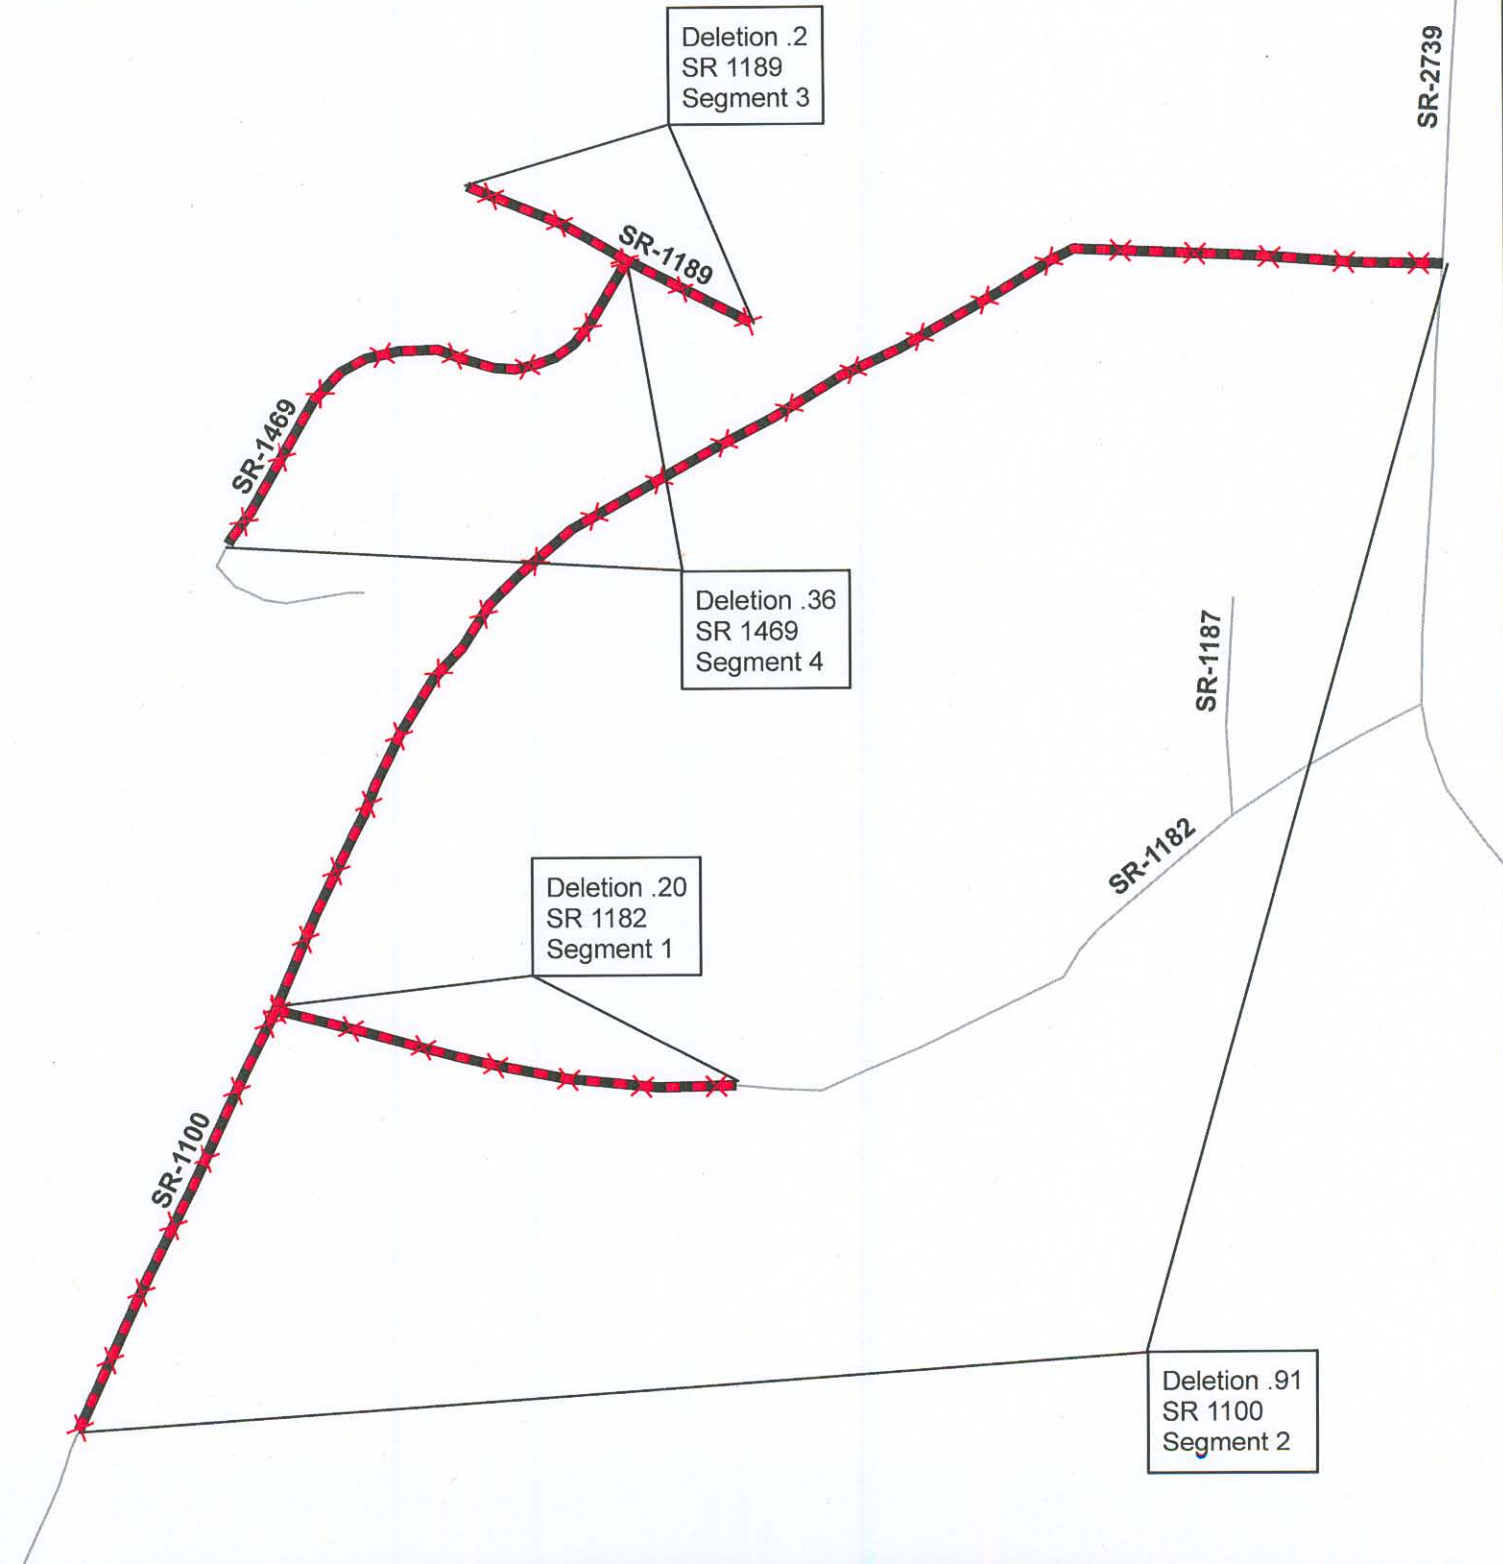 Deletion .2
SR 1189
Segment 3
SR-2739
SR-1189
SR-1469
Deletion .36
SR 1469
Segment 4
SR-1187
SR-1182
Deletion .20
SR 1182
Segment 1
SR-1100
Deletion .91
SR 1100
Segment 2